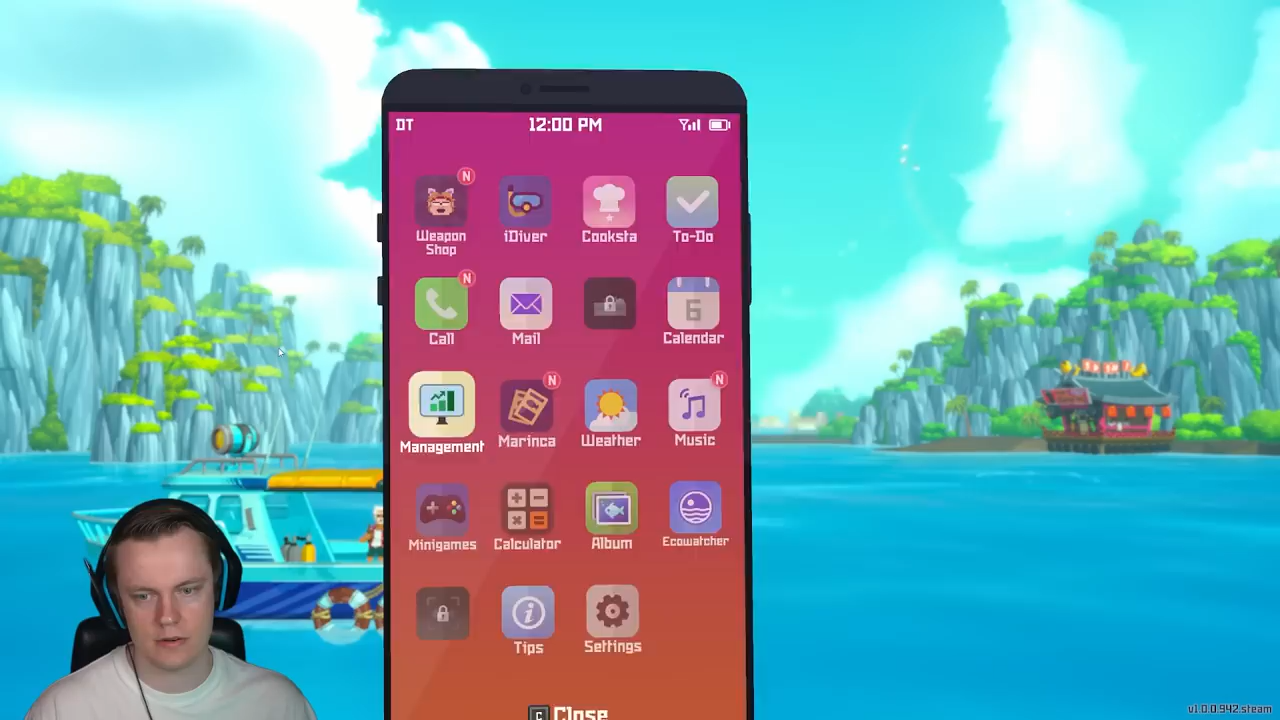 DT
12:00 PM
N
Weapon Shop
iDiver
Cooksta
To-Do
N
Call
Mail
6
Calendar
Management
N
Marinca
Weather
N
Music
Minigames
Calculator
Album
Ecowatcher
Tips
Settings
C Close
v1.0.0.942.steam